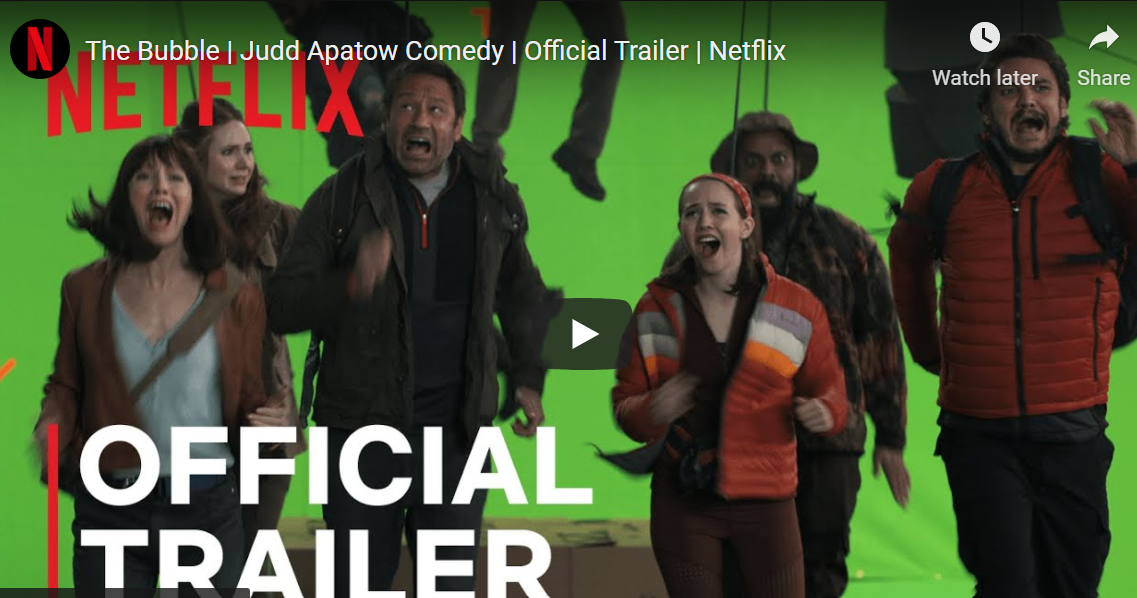 The Bubble | Judd Apatow Comedy | Official Trailer | Netflix
NETFLIX
Watch later
Share
OFFICIAL
TRAILER